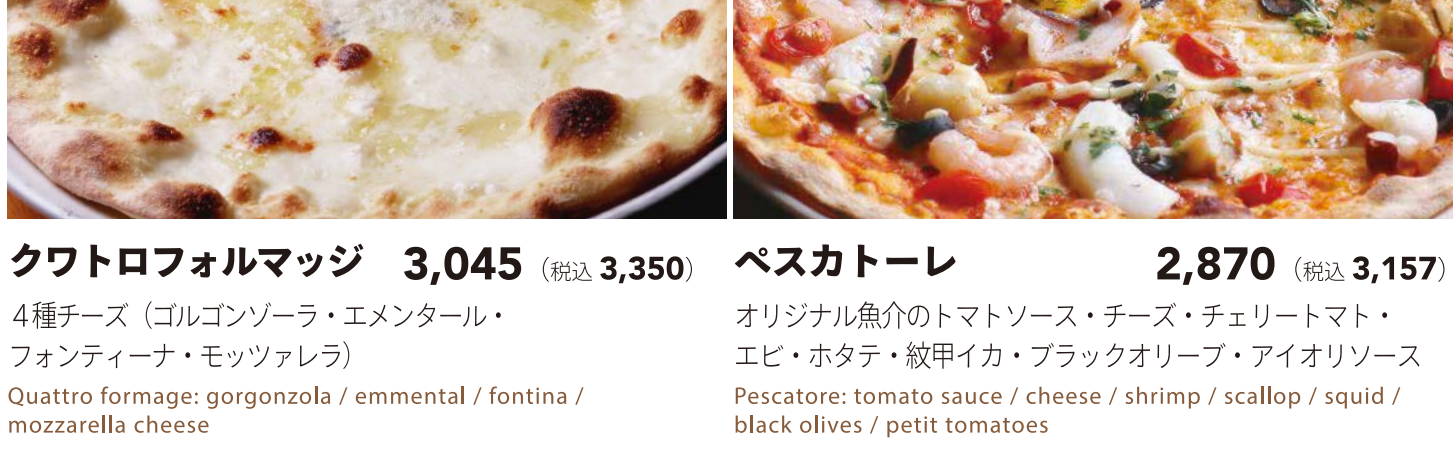 クワトロフォルマッジ 3,045 （税込 3,350）
４種チーズ（ゴルゴンゾーラ・エメンタール・
フォンティーナ・モッツァレラ）
Quattro formage: gorgonzola / emmental / fontina /
mozzarella cheese
ペスカトーレ 2,870 （税込 3,157）
オリジナル魚介のトマトソース・チーズ・チェリートマト・
エビ・ホタテ・紋甲イカ・ブラックオリーブ・アイオリソース
Pescatore: tomato sauce / cheese / shrimp / scallop / squid /
black olives / petit tomatoes